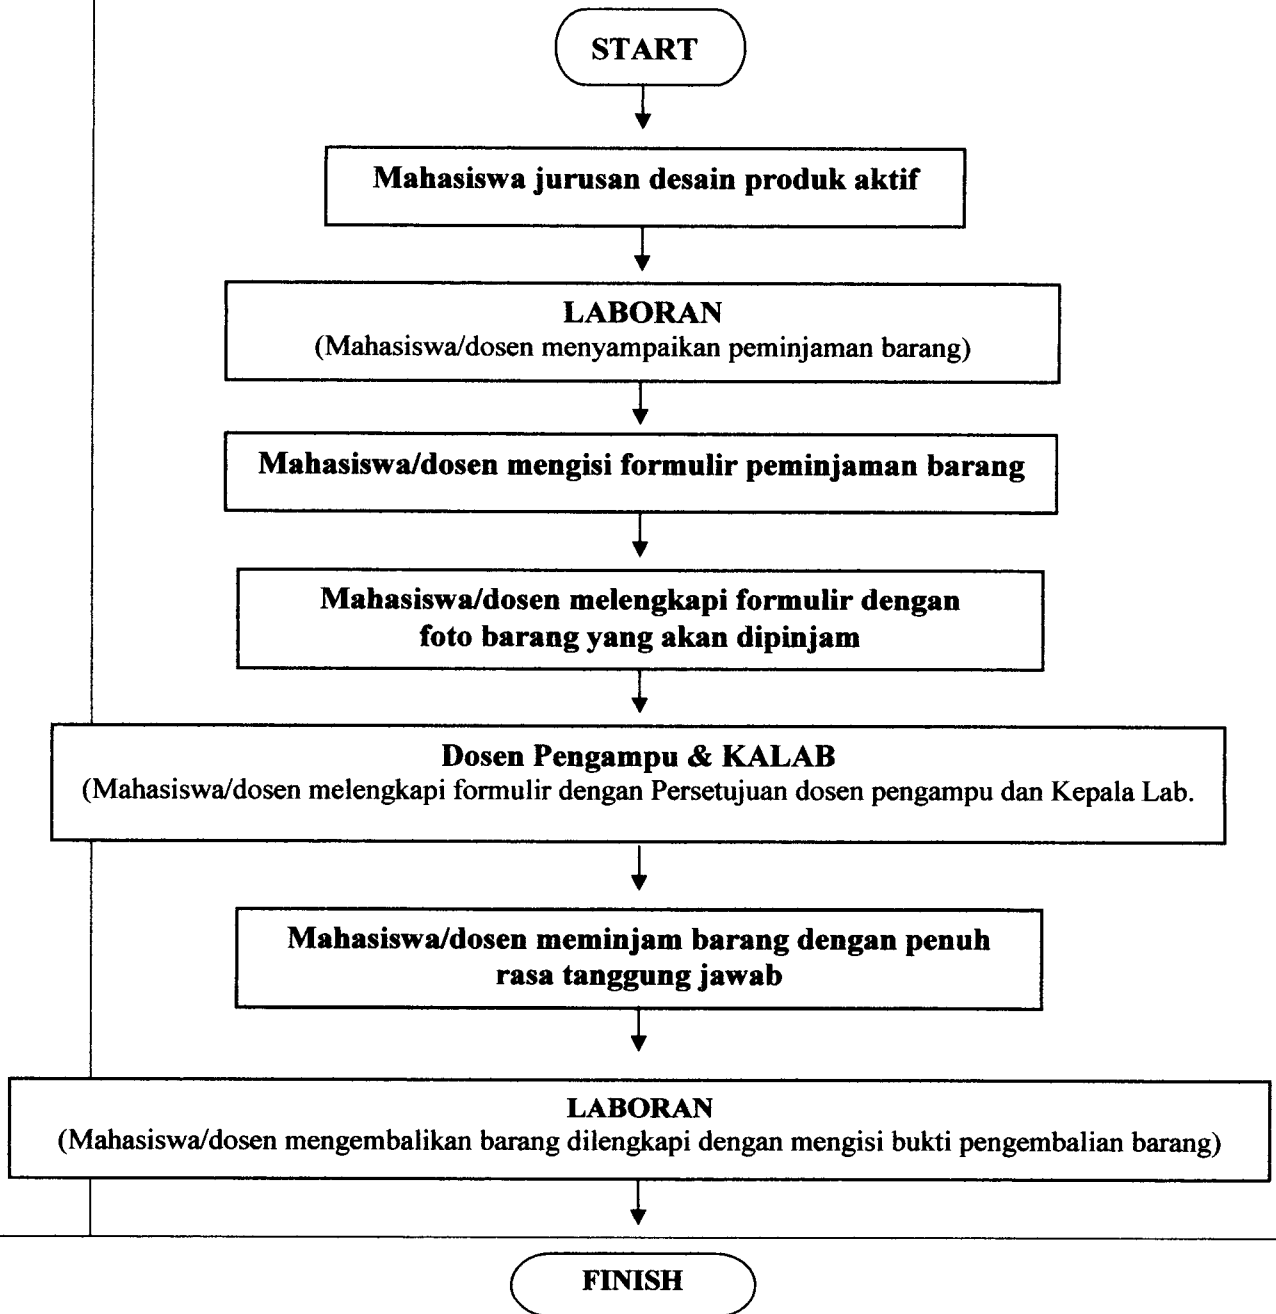 START
Mahasiswa jurusan desain produk aktif
LABORAN
(Mahasiswa/dosen menyampaikan peminjaman barang)
Mahasiswa/dosen mengisi formulir peminjaman barang
Mahasiswa/dosen melengkapi formulir dengan
foto barang yang akan dipinjam
Dosen Pengampu & KALAB
(Mahasiswa/dosen melengkapi formulir dengan Persetujuan dosen pengampu dan Kepala Lab.
Mahasiswa/dosen meminjam barang dengan penuh
rasa tanggung jawab
LABORAN
(Mahasiswa/dosen mengembalikan barang dilengkapi dengan mengisi bukti pengembalian barang)
FINISH